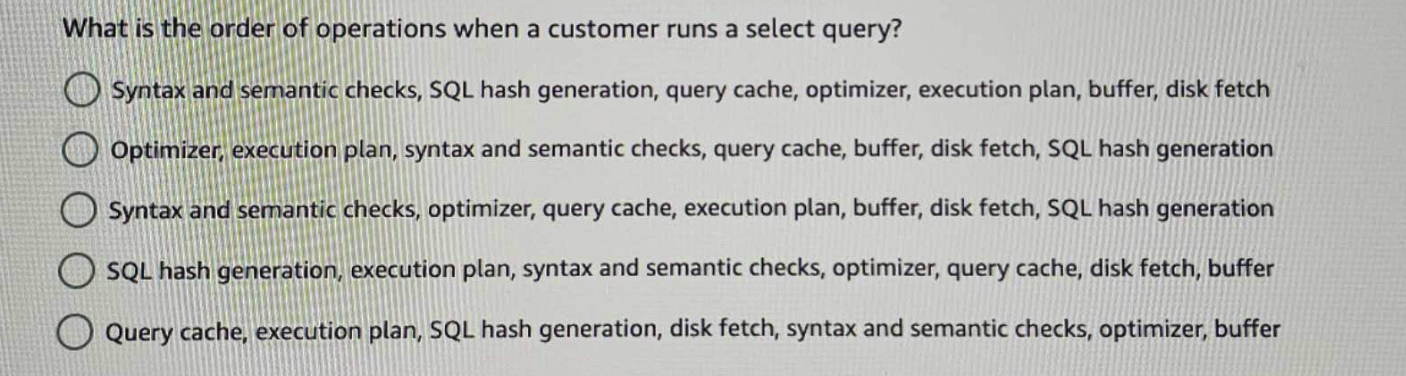 What is the order of operations when a customer runs a select query?
Syntax and semantic checks, SQL hash generation, query cache, optimizer, execution plan, buffer, disk fetch
Optimizer, execution plan, syntax and semantic checks, query cache, buffer, disk fetch, SQL hash generation
Syntax and semantic checks, optimizer, query cache, execution plan, buffer, disk fetch, SQL hash generation
SQL hash generation, execution plan, syntax and semantic checks, optimizer, query cache, disk fetch, buffer
Query cache, execution plan, SQL hash generation, disk fetch, syntax and semantic checks, optimizer, buffer